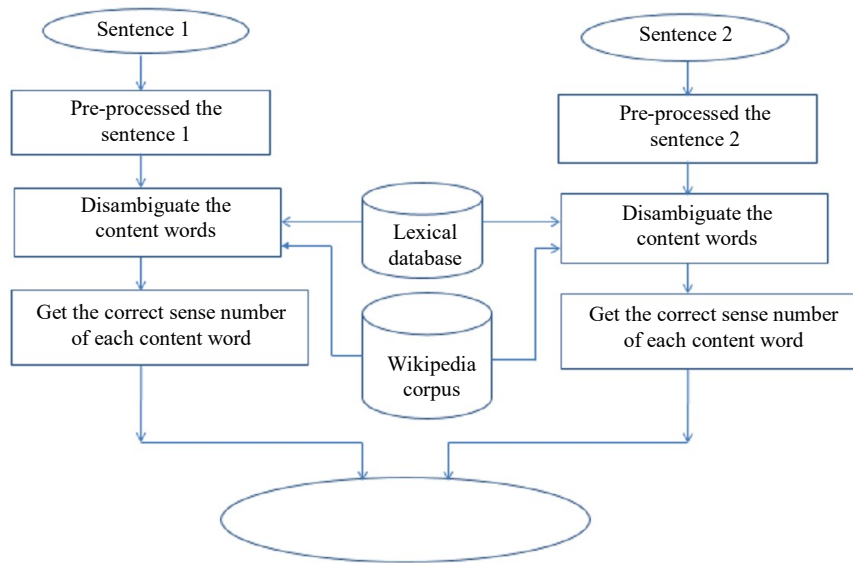 Sentence 1
Sentence 2
Pre-processed the
sentence 1
Pre-processed the
sentence 2
Disambiguate the
content words
Lexical
database
Disambiguate the
content words
Get the correct sense number
of each content word
Wikipedia
corpus
Get the correct sense number
of each content word